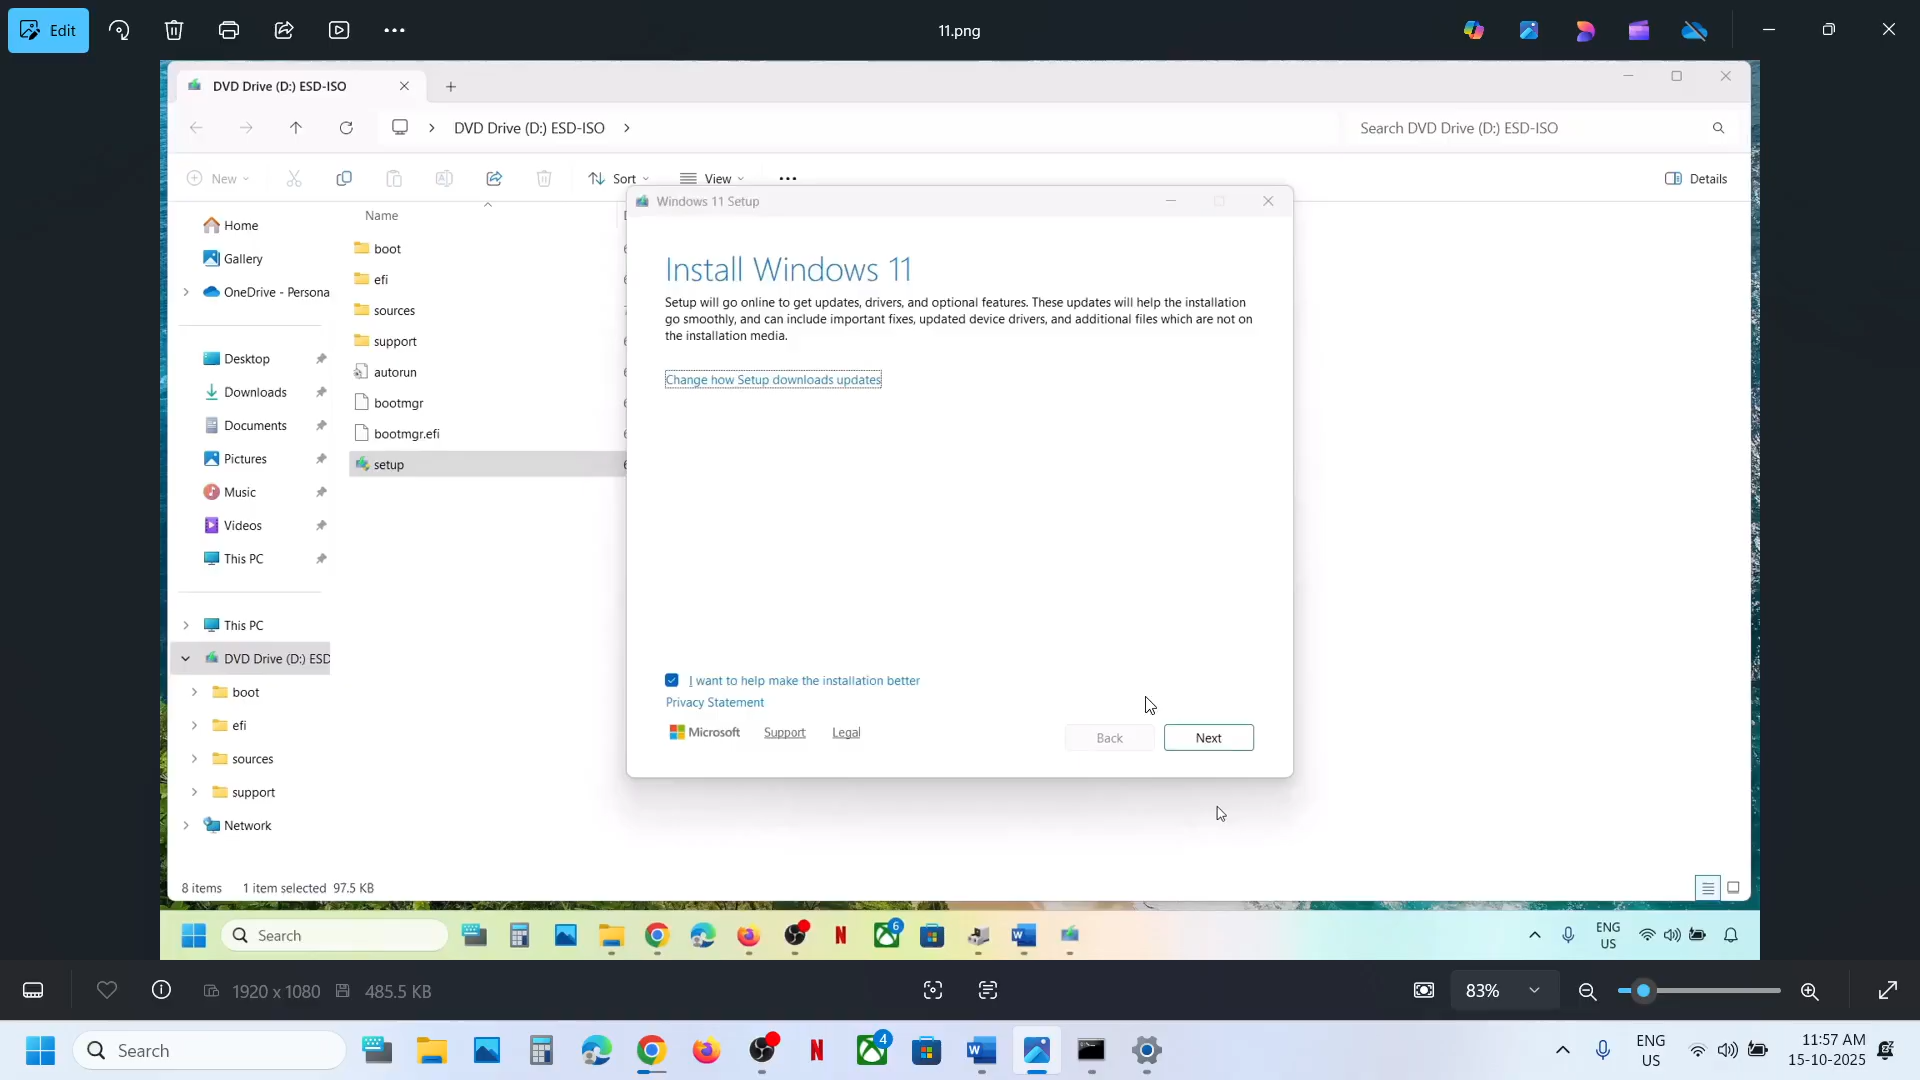 Edit
11.png
DVD Drive (D:) ESD-ISO
DVD Drive (D:) ESD-ISO
Search DVD Drive (D:) ESD-ISO
New
Sort
View
Details
Windows 11 Setup
Home
Gallery
OneDrive - Persona
Desktop
Downloads
Documents
Pictures
Music
Videos
This PC
This PC
DVD Drive (D:) ESD
boot
efi
sources
support
Network
Name
boot
efi
sources
support
autorun
bootmgr
bootmgr.efi
setup
Install Windows 11
Setup will go online to get updates, drivers, and optional features. These updates will help the installation
go smoothly, and can include important fixes, updated device drivers, and additional files which are not on
the installation media.
Change how Setup downloads updates
I want to help make the installation better
Privacy Statement
Microsoft Support Legal
Back Next
8 items 1 item selected 97.5 KB
Search
6
ENG
US
1920 x 1080 485.5 KB
83%
Search
4
ENG
US
11:57 AM
15-10-2025